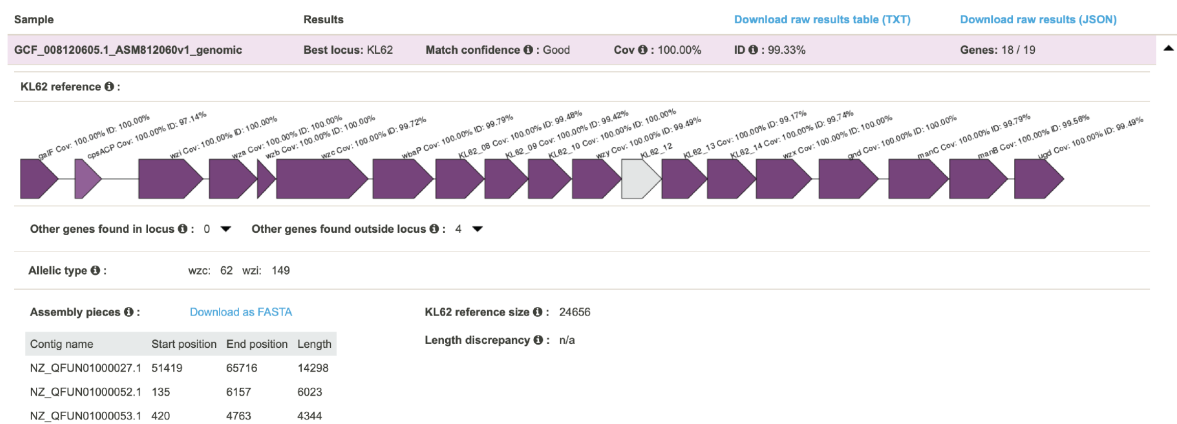 Sample Results Download raw results table (TXT) Download raw results (JSON)
GCF_008120605.1_ASM812060v1_genomic Best locus: KL62 Match confidence : Good Cov : 100.00% ID : 99.33% Genes: 18 / 19
KL62 reference :
galF Cov: 100.00% ID: 100.00%
cpsACP Cov: 100.00% ID: 97.14%
wzi Cov: 100.00% ID: 100.00%
wza Cov: 100.00% ID: 100.00%
wzb Cov: 100.00% ID: 100.00%
wzc Cov: 100.00% ID: 99.72%
wbaP Cov: 100.00% ID: 99.79%
KL62_08 Cov: 100.00% ID: 99.48%
KL62_09 Cov: 100.00% ID: 99.42%
KL62_10 Cov: 100.00% ID: 100.00%
wzy Cov: 100.00% ID: 99.49%
KL62_12
KL62_13 Cov: 100.00% ID: 99.17%
KL62_14 Cov: 100.00% ID: 99.74%
wzx Cov: 100.00% ID: 100.00%
gnd Cov: 100.00% ID: 100.00%
manC Cov: 100.00% ID: 99.79%
manB Cov: 100.00% ID: 99.56%
ugd Cov: 100.00% ID: 99.49%
Other genes found in locus : 0 Other genes found outside locus : 4
Allelic type : wzc: 62 wzi: 149
Assembly pieces : Download as FASTA KL62 reference size : 24656
Length discrepancy : n/a
Contig name Start position End position Length
NZ_QFUN01000027.1 51419 65716 14298
NZ_QFUN01000052.1 135 6157 6023
NZ_QFUN01000053.1 420 4763 4344